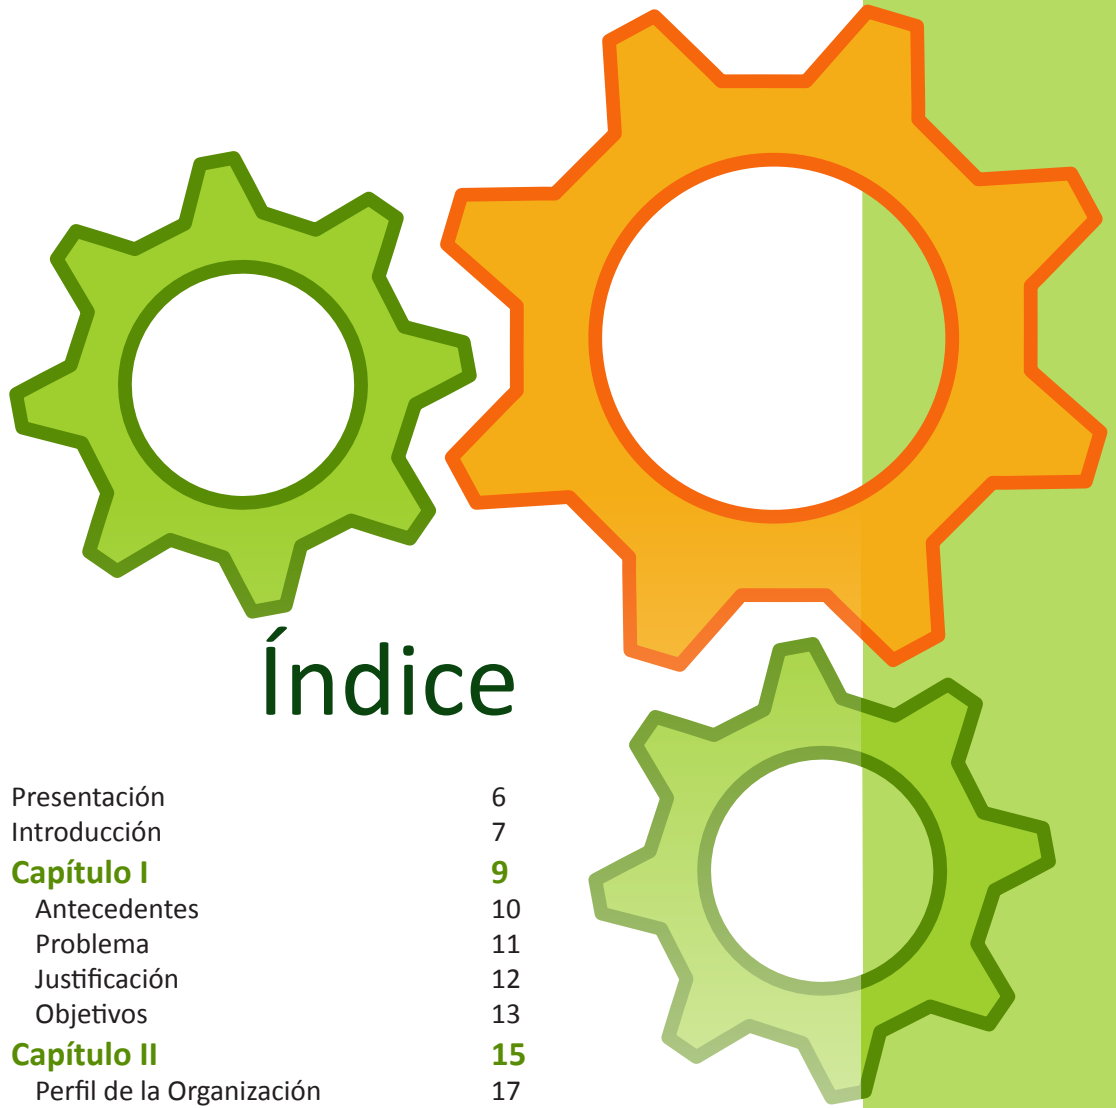 Índice
Presentación 6
Introducción 7
Capítulo I 9
Antecedentes 10
Problema 11
Justificación 12
Objetivos 13
Capítulo II 15
Perfil de la Organización 17